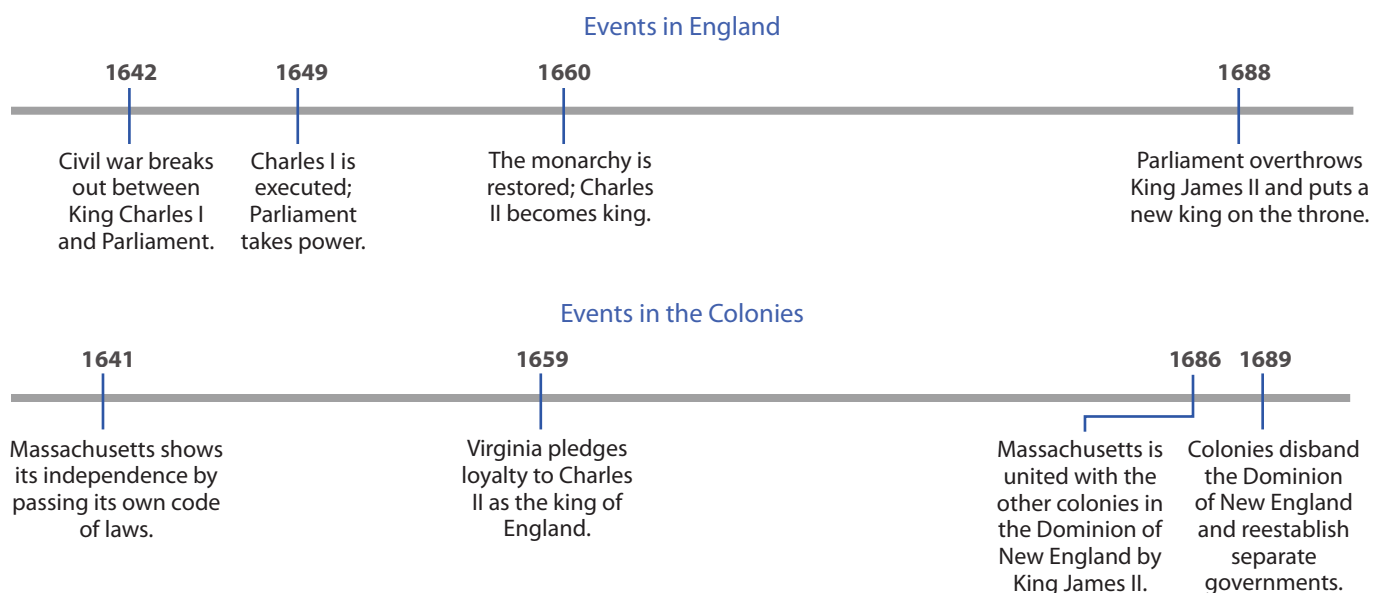 Events in England
1642
1649
1660
1688
Civil war breaks
out between
King Charles I
and Parliament.
Charles I is
executed;
Parliament
takes power.
The monarchy is
restored; Charles
II becomes king.
Parliament overthrows
King James II and puts a
new king on the throne.
Events in the Colonies
1641
1659
1686
1689
Massachusetts shows
its independence by
passing its own code
of laws.
Virginia pledges
loyalty to Charles
II as the king of
England.
Massachusetts is
united with the
other colonies in
the Dominion of
New England by
King James II.
Colonies disband
the Dominion
of New England
and reestablish
separate
governments.